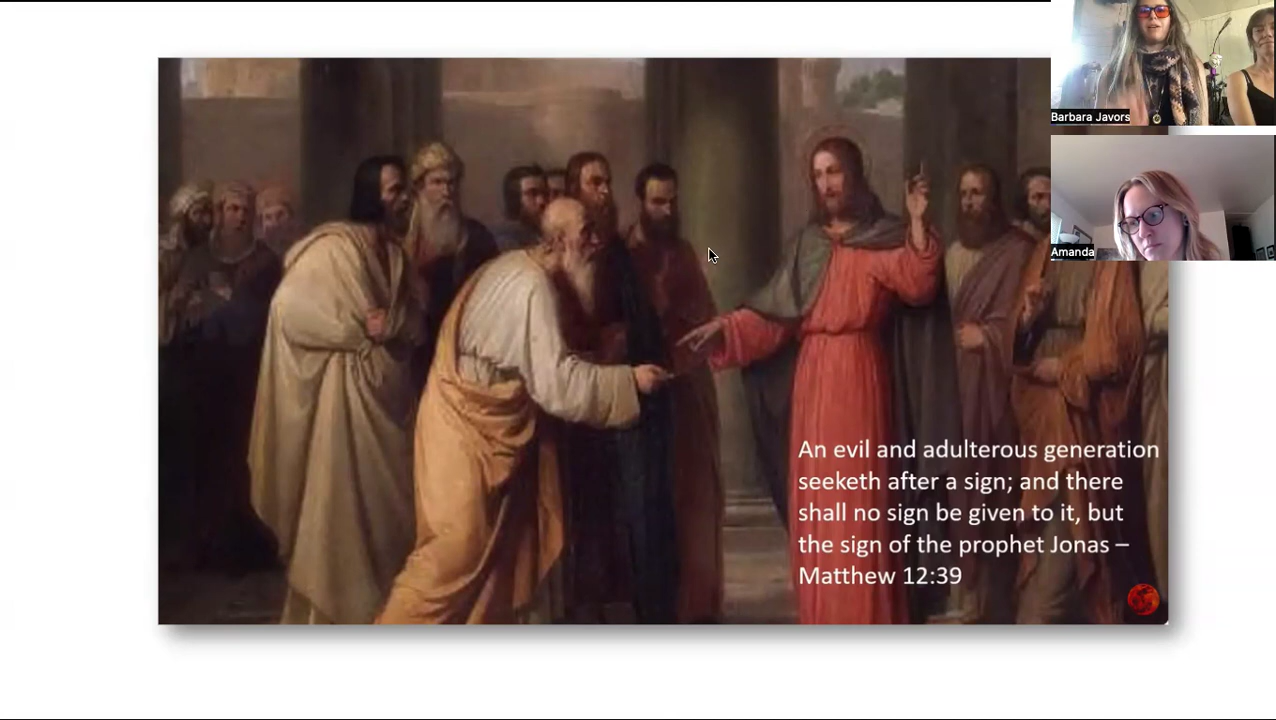 Barbara Javors
Amanda
An evil and adulterous generation
seeketh after a sign; and there
shall no sign be given to it, but
the sign of the prophet Jonas –
Matthew 12:39